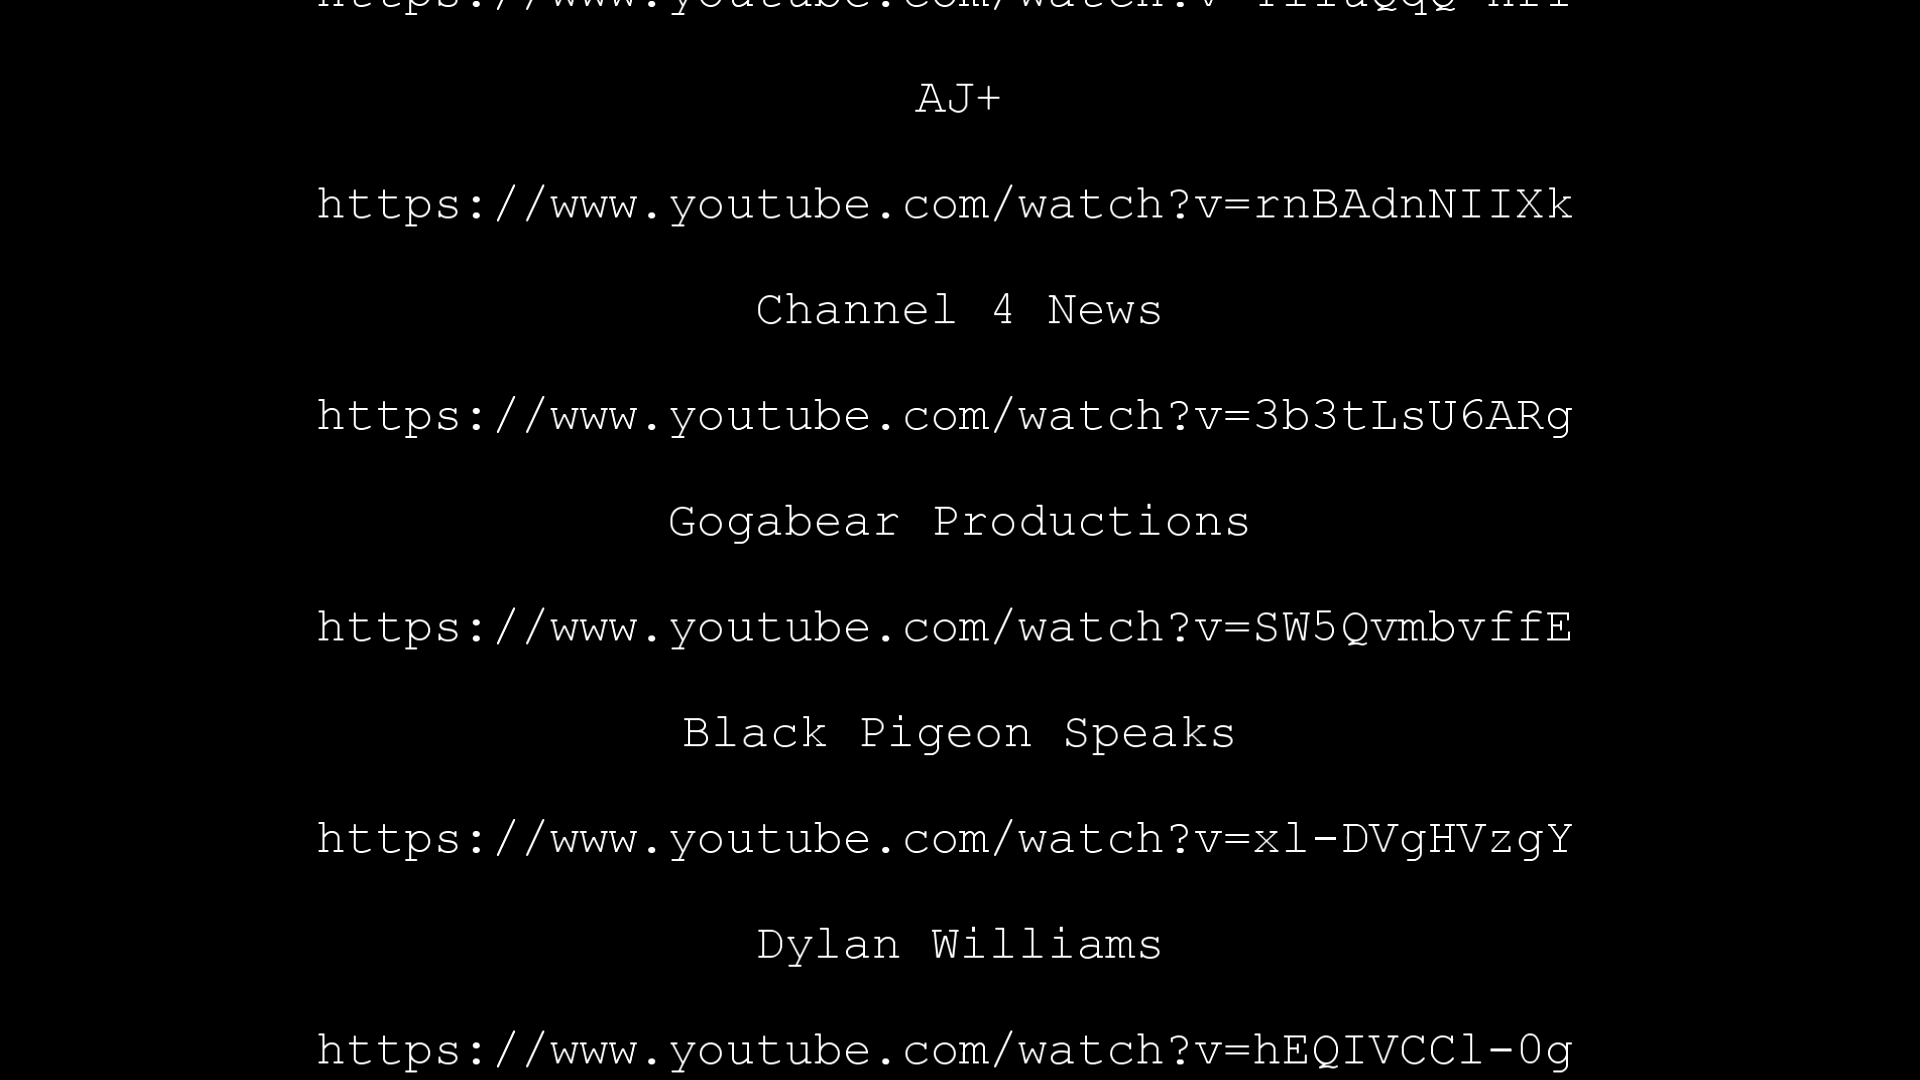 AJ+
https://www.youtube.com/watch?v=rnBAdnNIIXk
Channel 4 News
https://www.youtube.com/watch?v=3b3tLsU6ARg
Gogabear Productions
https://www.youtube.com/watch?v=SW5QvmbvffE
Black Pigeon Speaks
https://www.youtube.com/watch?v=xl-DVgHVzgY
Dylan Williams
https://www.youtube.com/watch?v=hEQIVCCl-0g